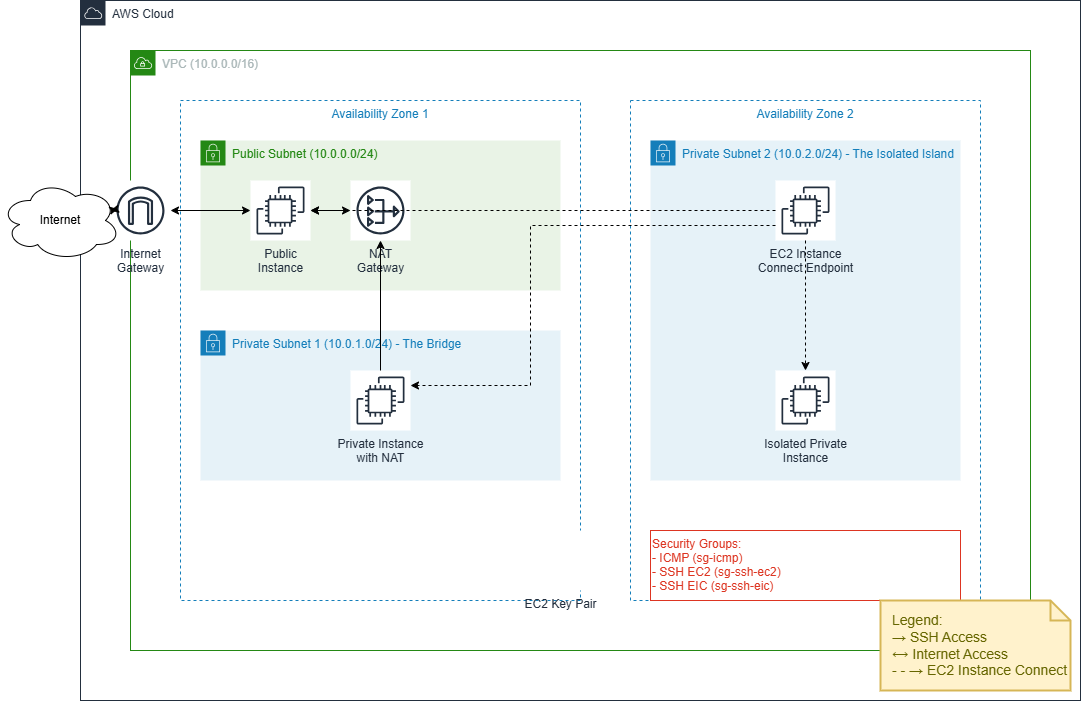 AWS Cloud
VPC (10.0.0.0/16)
Availability Zone 1
Availability Zone 2
Public Subnet (10.0.0.0/24)
Private Subnet 2 (10.0.2.0/24) - The Isolated Island
Internet
Internet
Gateway
Public
Instance
NAT
Gateway
EC2 Instance
Connect Endpoint
Private Subnet 1 (10.0.1.0/24) - The Bridge
Private Instance
with NAT
Isolated Private
Instance
Security Groups:
- ICMP (sg-icmp)
- SSH EC2 (sg-ssh-ec2)
- SSH EIC (sg-ssh-eic)
EC2 Key Pair
Legend:
→ SSH Access
↔ Internet Access
- - → EC2 Instance Connect